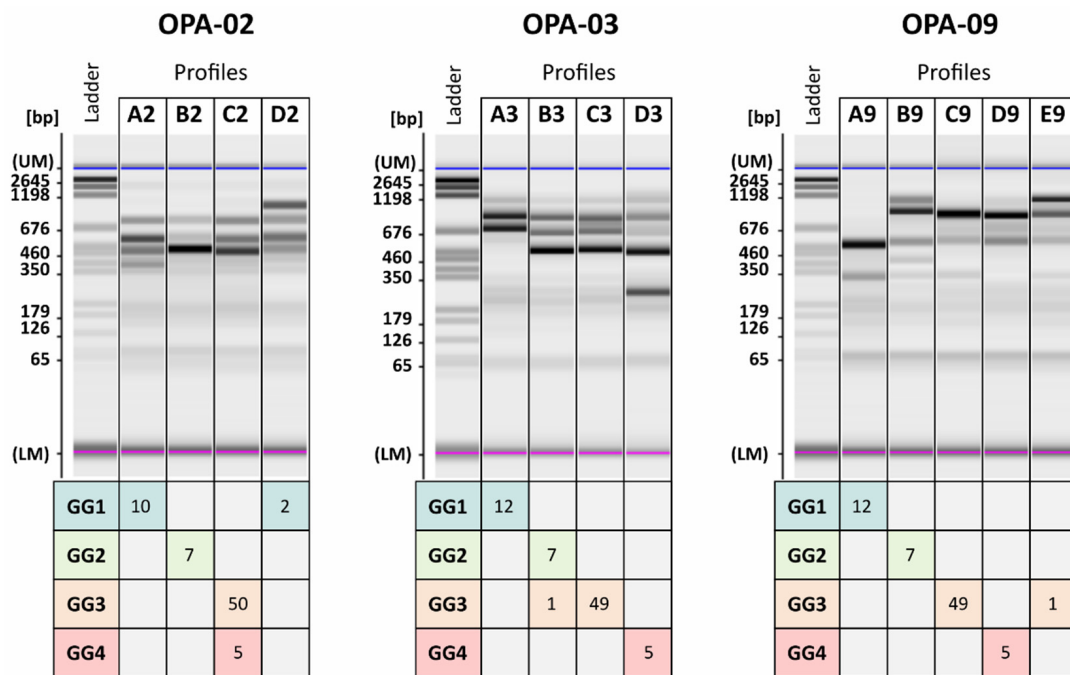 OPA-02
Profiles
Ladder
[bp]
A2 B2 C2 D2
(UM)
2645
1198
676
460
350
179
126
65
(LM)
GG1 10 2
GG2 7
GG3 50
GG4 5
OPA-03
Profiles
Ladder
[bp]
A3 B3 C3 D3
(UM)
2645
1198
676
460
350
179
126
65
(LM)
GG1 12
GG2 7
GG3 1 49
GG4 5
OPA-09
Profiles
Ladder
[bp]
A9 B9 C9 D9 E9
(UM)
2645
1198
676
460
350
179
126
65
(LM)
GG1 12
GG2 7
GG3 49 1
GG4 5